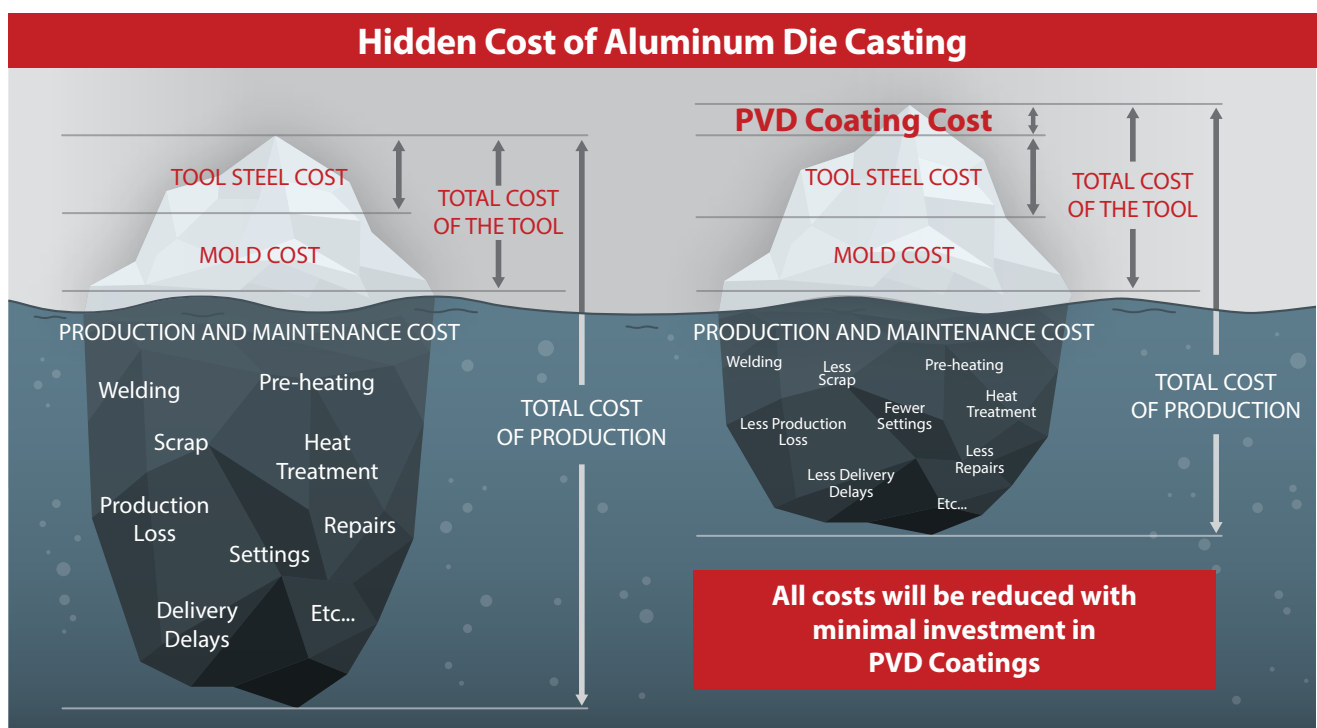 Hidden Cost of Aluminum Die Casting
TOOL STEEL COST
MOLD COST
TOTAL COST
OF THE TOOL
PRODUCTION AND MAINTENANCE COST
Welding
Pre-heating
Scrap
Heat
Treatment
Production
Loss
Repairs
Settings
Delivery
Delays
Etc...
TOTAL COST
OF PRODUCTION
PVD Coating Cost
TOOL STEEL COST
MOLD COST
TOTAL COST
OF THE TOOL
PRODUCTION AND MAINTENANCE COST
Welding
Less
Scrap
Pre-heating
Heat
Treatment
Fewer
Settings
Less Production
Loss
Less
Repairs
Less Delivery
Delays
Etc...
TOTAL COST
OF PRODUCTION
All costs will be reduced with
minimal investment in
PVD Coatings